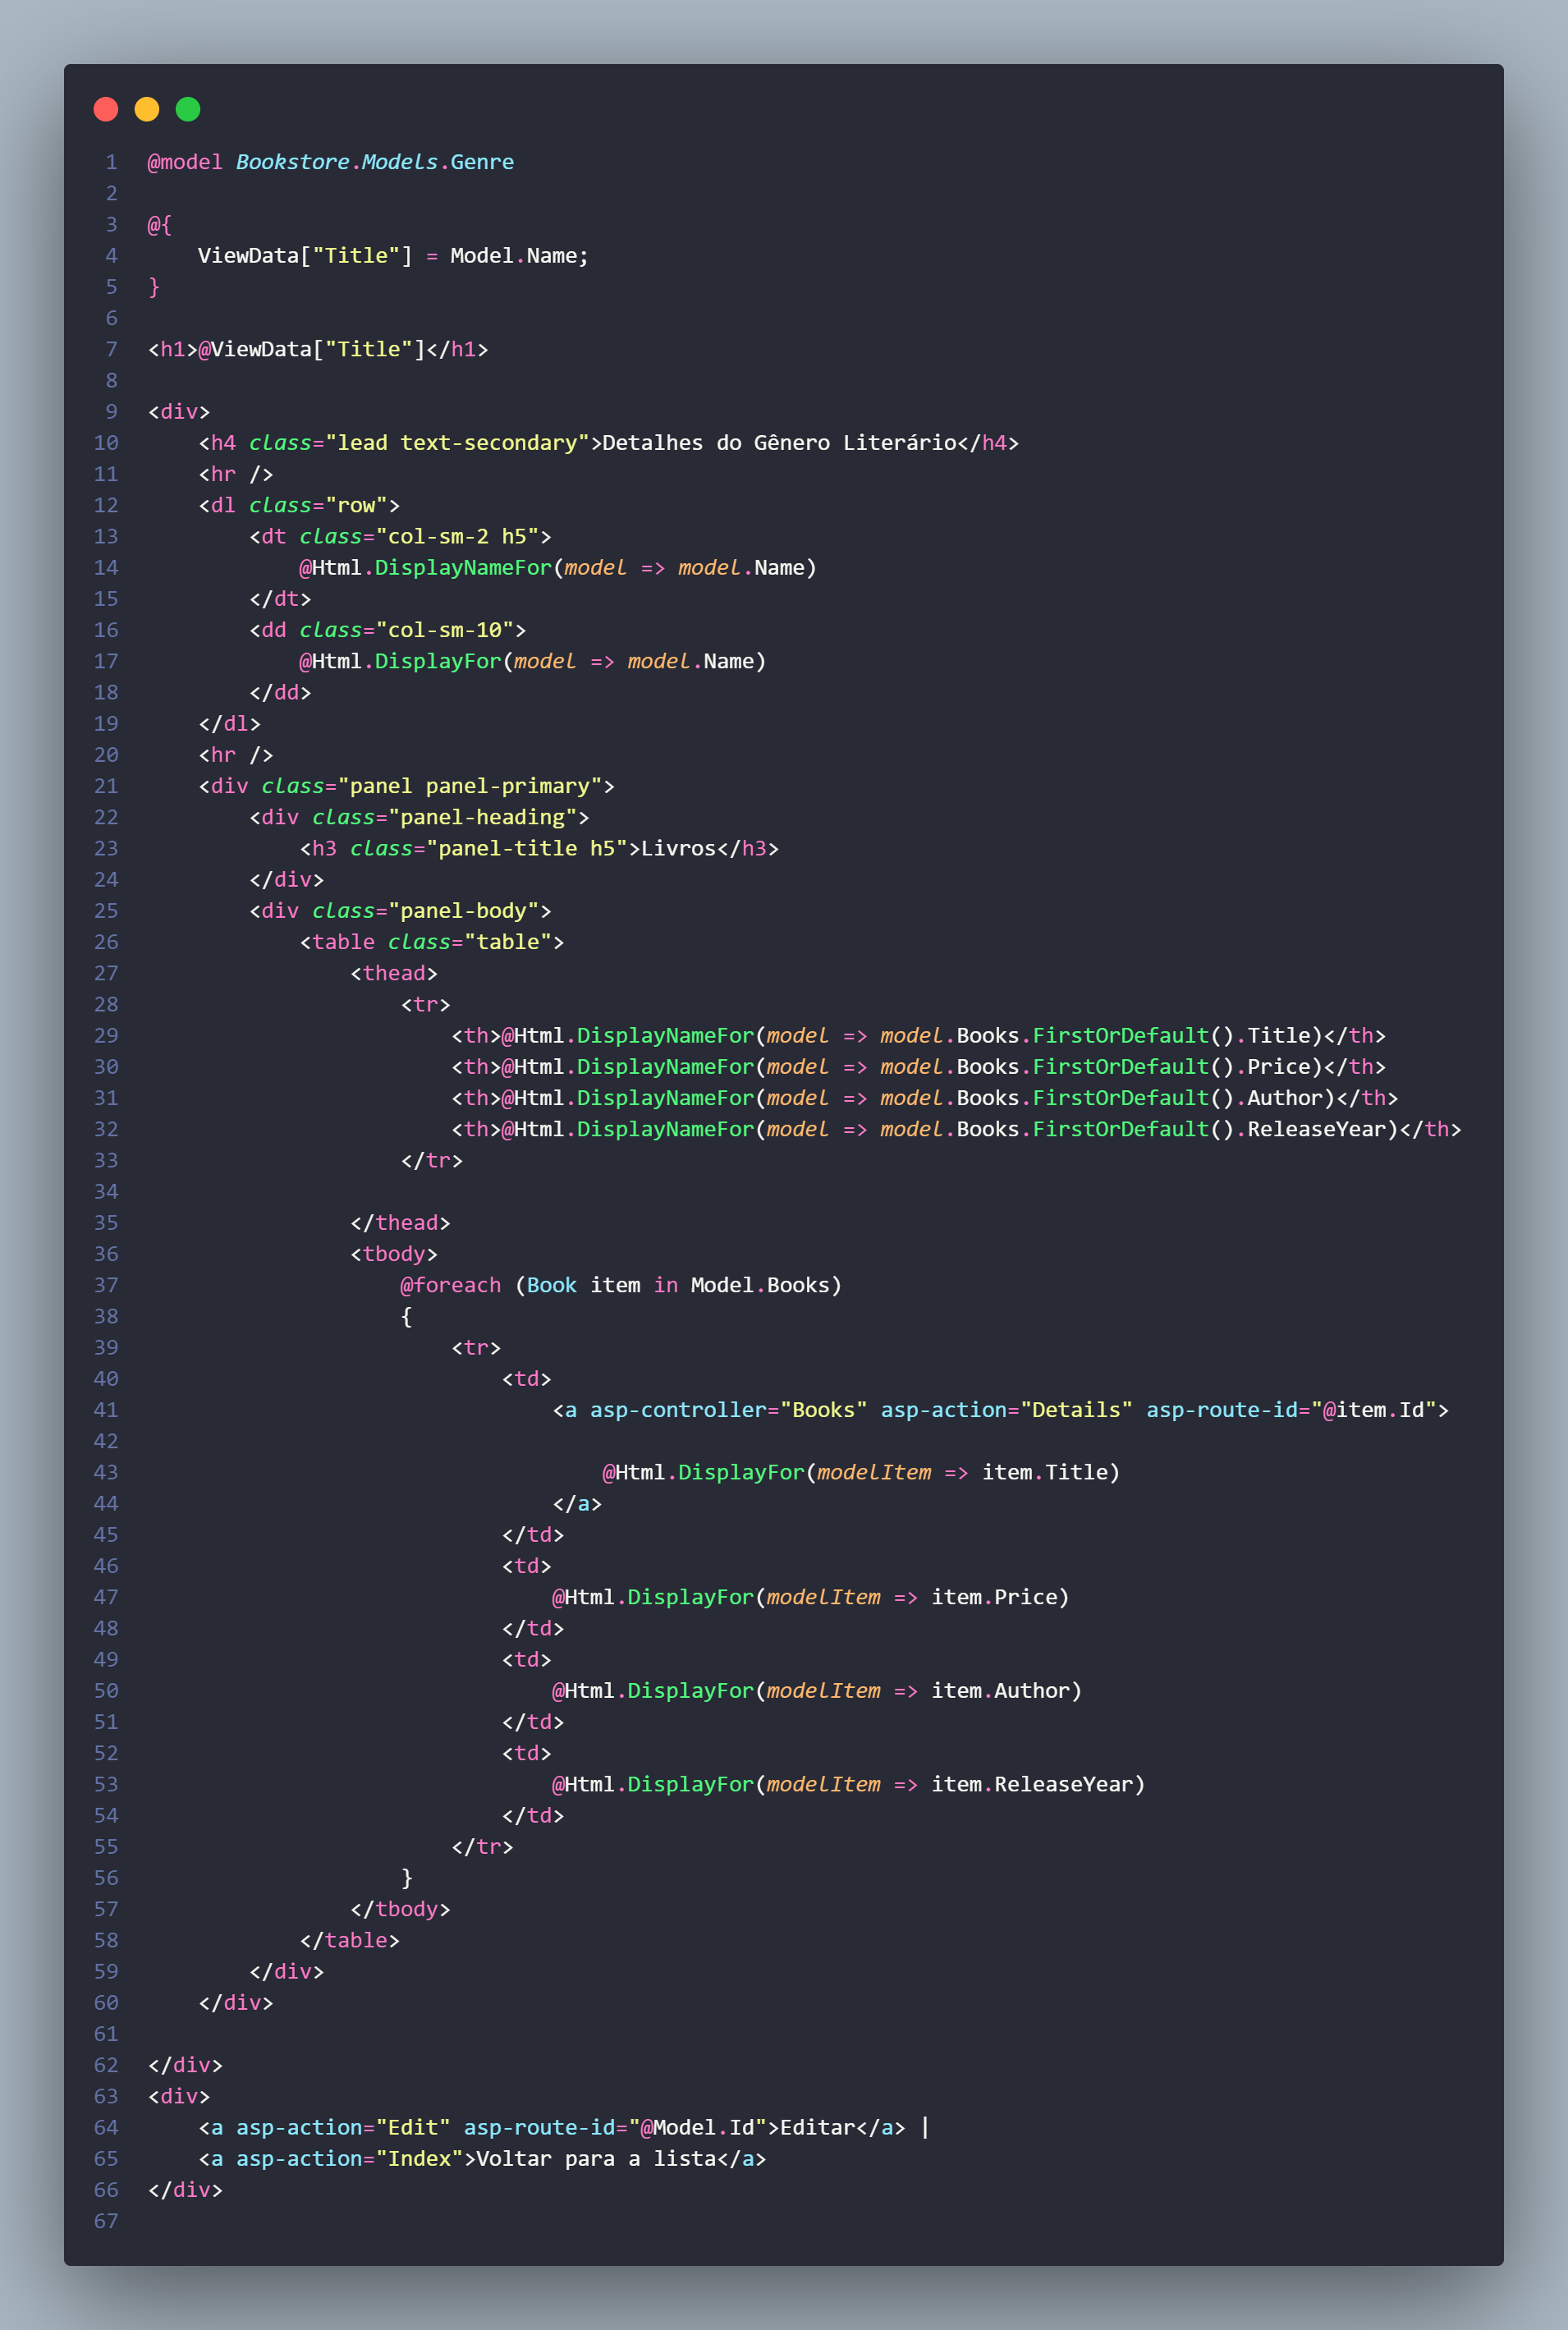 1 @model Bookstore.Models.Genre
2
3 @{
4     ViewData["Title"] = Model.Name;
5 }
6
7 <h1>@ViewData["Title"]</h1>
8
9 <div>
10     <h4 class="lead text-secondary">Detalhes do Gênero Literário</h4>
11     <hr />
12     <dl class="row">
13         <dt class="col-sm-2 h5">
14             @Html.DisplayNameFor(model => model.Name)
15         </dt>
16         <dd class="col-sm-10">
17             @Html.DisplayFor(model => model.Name)
18         </dd>
19     </dl>
20     <hr />
21     <div class="panel panel-primary">
22         <div class="panel-heading">
23             <h3 class="panel-title h5">Livros</h3>
24         </div>
25         <div class="panel-body">
26             <table class="table">
27                 <thead>
28                     <tr>
29                         <th>@Html.DisplayNameFor(model => model.Books.FirstOrDefault().Title)</th>
30                         <th>@Html.DisplayNameFor(model => model.Books.FirstOrDefault().Price)</th>
31                         <th>@Html.DisplayNameFor(model => model.Books.FirstOrDefault().Author)</th>
32                         <th>@Html.DisplayNameFor(model => model.Books.FirstOrDefault().ReleaseYear)</th>
33                     </tr>
34
35                 </thead>
36                 <tbody>
37                     @foreach (Book item in Model.Books)
38                     {
39                         <tr>
40                             <td>
41                                 <a asp-controller="Books" asp-action="Details" asp-route-id="@item.Id">
42
43                                     @Html.DisplayFor(modelItem => item.Title)
44                                 </a>
45                             </td>
46                             <td>
47                                 @Html.DisplayFor(modelItem => item.Price)
48                             </td>
49                             <td>
50                                 @Html.DisplayFor(modelItem => item.Author)
51                             </td>
52                             <td>
53                                 @Html.DisplayFor(modelItem => item.ReleaseYear)
54                             </td>
55                         </tr>
56                     }
57                 </tbody>
58             </table>
59         </div>
60     </div>
61
62 </div>
63 <div>
64     <a asp-action="Edit" asp-route-id="@Model.Id">Editar</a> |
65     <a asp-action="Index">Voltar para a lista</a>
66 </div>
67